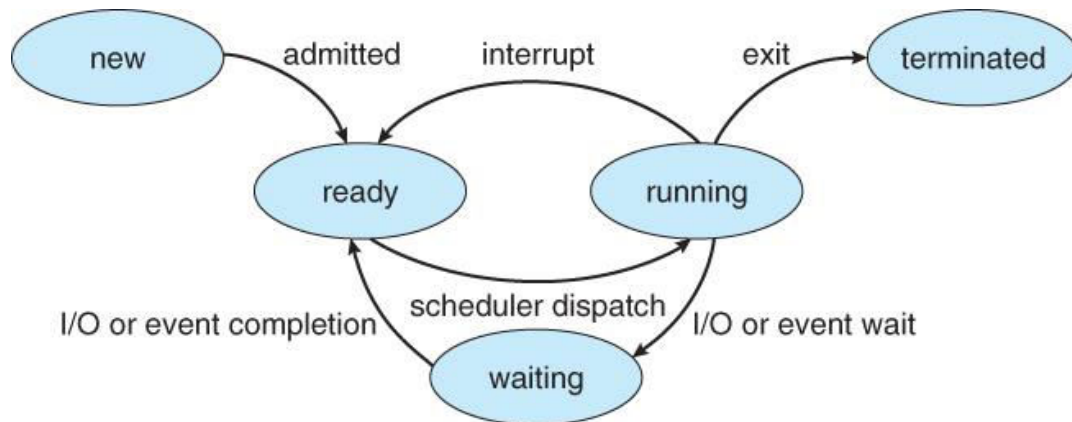 new
admitted
interrupt
exit
terminated
ready
running
scheduler dispatch
I/O or event completion
I/O or event wait
waiting